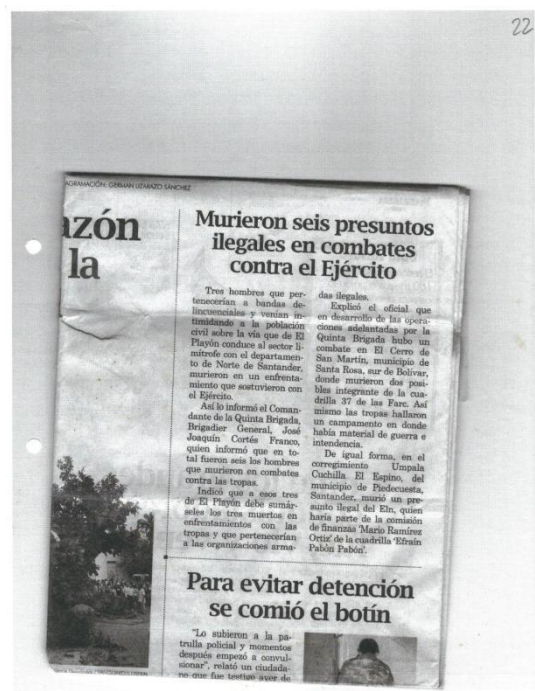 22
AGRAMACIÓN: GERMAN LIZARAZO SÁNCHEZ
azón
la
Murieron seis presuntos
ilegales en combates
contra el Ejército
Tres hombres que per-
tenecerían a bandas de-
lincuenciales y venían in-
timidando a la población
civil sobre la vía que de El
Playón conduce al sector li-
mítrofe con el departamen-
to de Norte de Santander,
murieron en un enfrenta-
miento que sostuvieron con
el Ejército.
Así lo informó el Coman-
dante de la Quinta Brigada,
Brigadier General, José
Joaquín Cortés Franco,
quien informó que en to-
tal fueron seis los hombres
que murieron en combates
contra las tropas.
Indicó que a esos tres
de El Playón debe sumár-
seles los tres muertos en
enfrentamientos con las
tropas y que pertenecerían
a las organizaciones arma-
das ilegales.
Explicó el oficial que
en desarrollo de las opera-
ciones adelantadas por la
Quinta Brigada hubo un
combate en El Cerro de
San Martín, municipio de
Santa Rosa, sur de Bolívar,
donde murieron dos posi-
bles integrante de la cua-
drilla 37 de las Farc. Así
mismo las tropas hallaron
un campamento en donde
había material de guerra e
intendencia.
De igual forma, en el
corregimiento Umpala
Cuchilla El Espino, del
municipio de Piedecuesta,
Santander, murió un pre-
sunto ilegal del Eln, quien
haría parte de la comisión
de finanzas 'Mario Ramírez
Ortiz' de la cuadrilla 'Efraín
Pabón Pabón'.
Para evitar detención
se comió el botín
"Lo subieron a la pa-
trulla policial y momentos
después empezó a convul-
sionar", relató un ciudada-
no que fue testigo ayer de